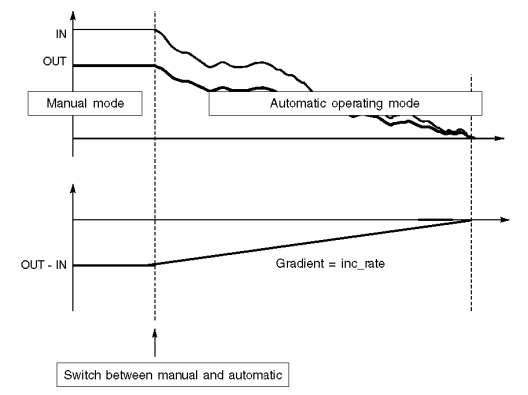 IN
OUT
Manual mode
Automatic operating mode
OUT - IN
Gradient = inc_rate
Switch between manual and automatic